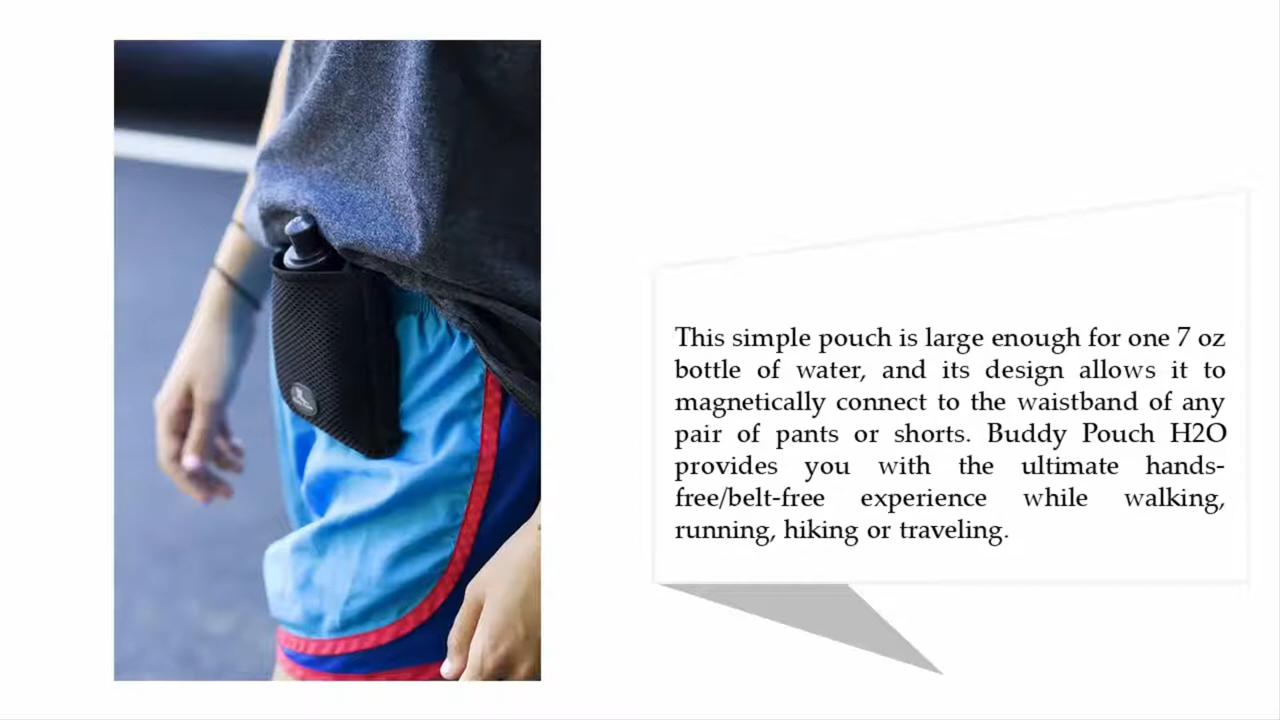 This simple pouch is large enough for one 7 oz
bottle of water, and its design allows it to
magnetically connect to the waistband of any
pair of pants or shorts. Buddy Pouch H2O
provides you with the ultimate hands-
free/belt-free experience while walking,
running, hiking or traveling.